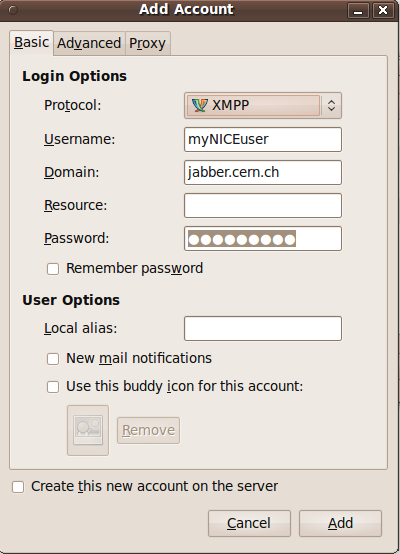 Add Account
Basic Advanced Proxy
Login Options
Protocol: XMPP
Username: myNICEuser
Domain: jabber.cern.ch
Resource:
Password: ●●●●●●●●●
Remember password
User Options
Local alias:
New mail notifications
Use this buddy icon for this account:
Remove
Create this new account on the server
Cancel Add